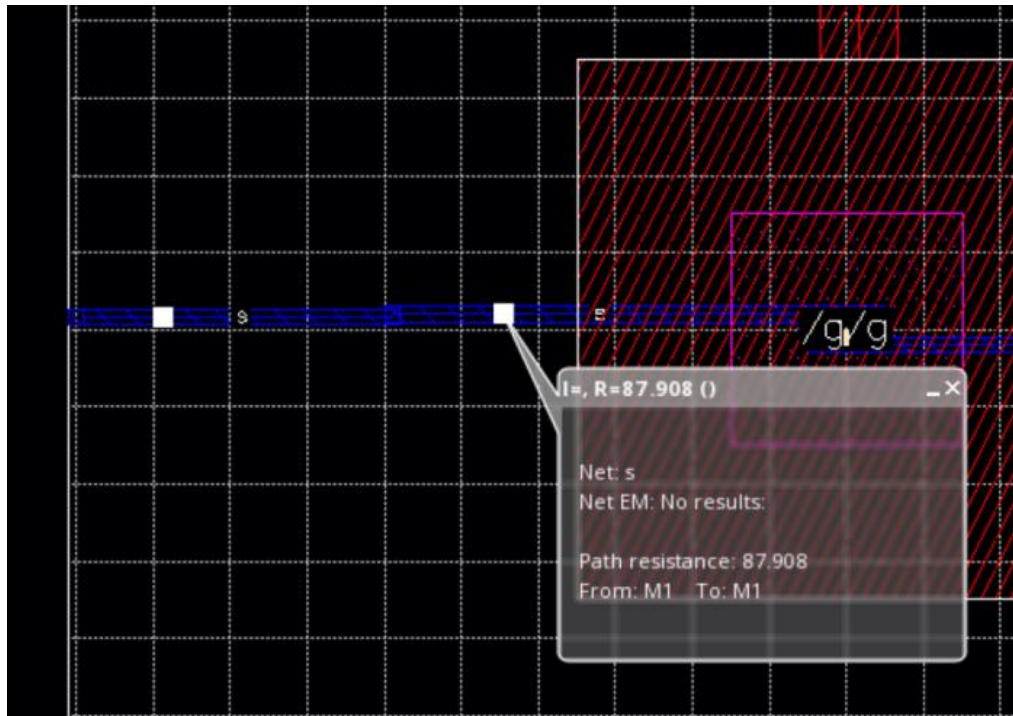 s
s
/g/g
I=, R=87.908 ()
Net: s
Net EM: No results:
Path resistance: 87.908
From: M1 To: M1